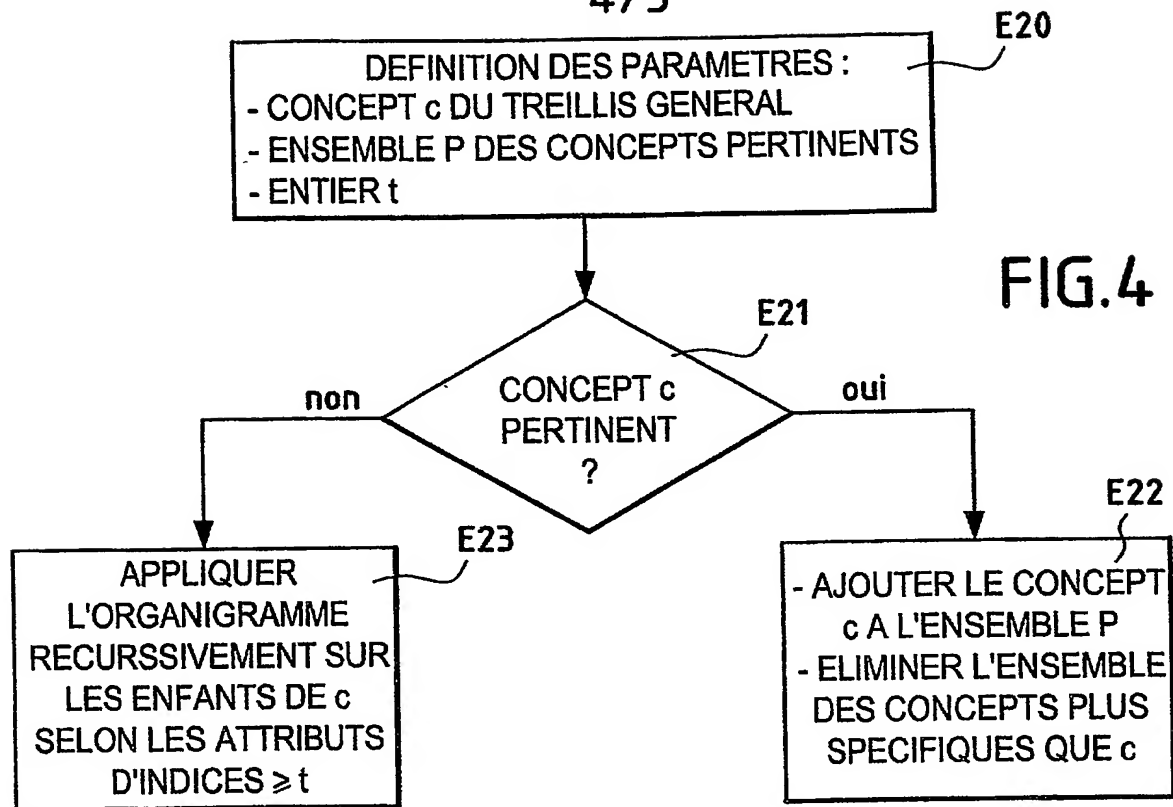 4/5
E20
DEFINITION DES PARAMETRES :
- CONCEPT c DU TREILLIS GENERAL
- ENSEMBLE P DES CONCEPTS PERTINENTS
- ENTIER t
FIG.4
E21
CONCEPT c
PERTINENT
?
non
oui
E23
APPLIQUER
L'ORGANIGRAMME
RECURSSIVEMENT SUR
LES ENFANTS DE c
SELON LES ATTRIBUTS
D'INDICES ⩾ t
E22
- AJOUTER LE CONCEPT
c A L'ENSEMBLE P
- ELIMINER L'ENSEMBLE
DES CONCEPTS PLUS
SPECIFIQUES QUE c